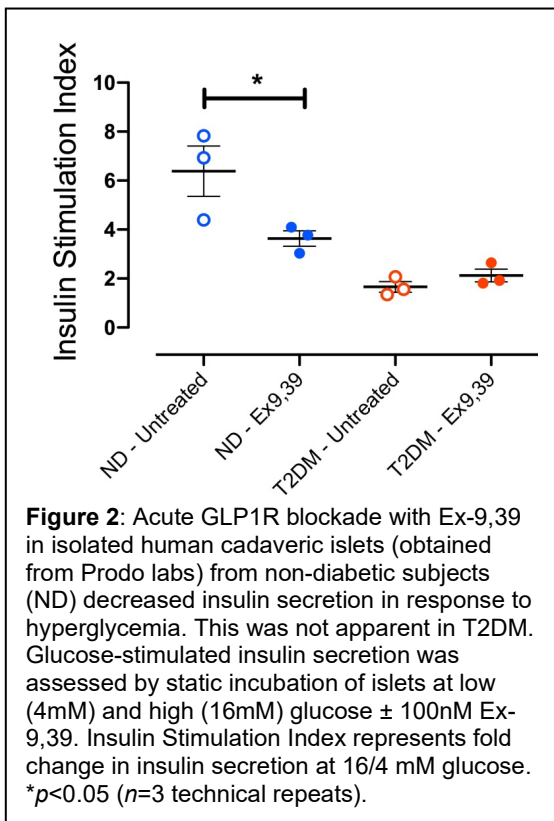 *
10
8
6
4
2
0
Insulin Stimulation Index
ND - Untreated
ND - Ex9,39
T2DM - Untreated
T2DM - Ex9,39
Figure 2: Acute GLP1R blockade with Ex-9,39
in isolated human cadaveric islets (obtained
from Prodo labs) from non-diabetic subjects
(ND) decreased insulin secretion in response to
hyperglycemia. This was not apparent in T2DM.
Glucose-stimulated insulin secretion was
assessed by static incubation of islets at low
(4mM) and high (16mM) glucose ± 100nM Ex-
9,39. Insulin Stimulation Index represents fold
change in insulin secretion at 16/4 mM glucose.
*p<0.05 (n=3 technical repeats).